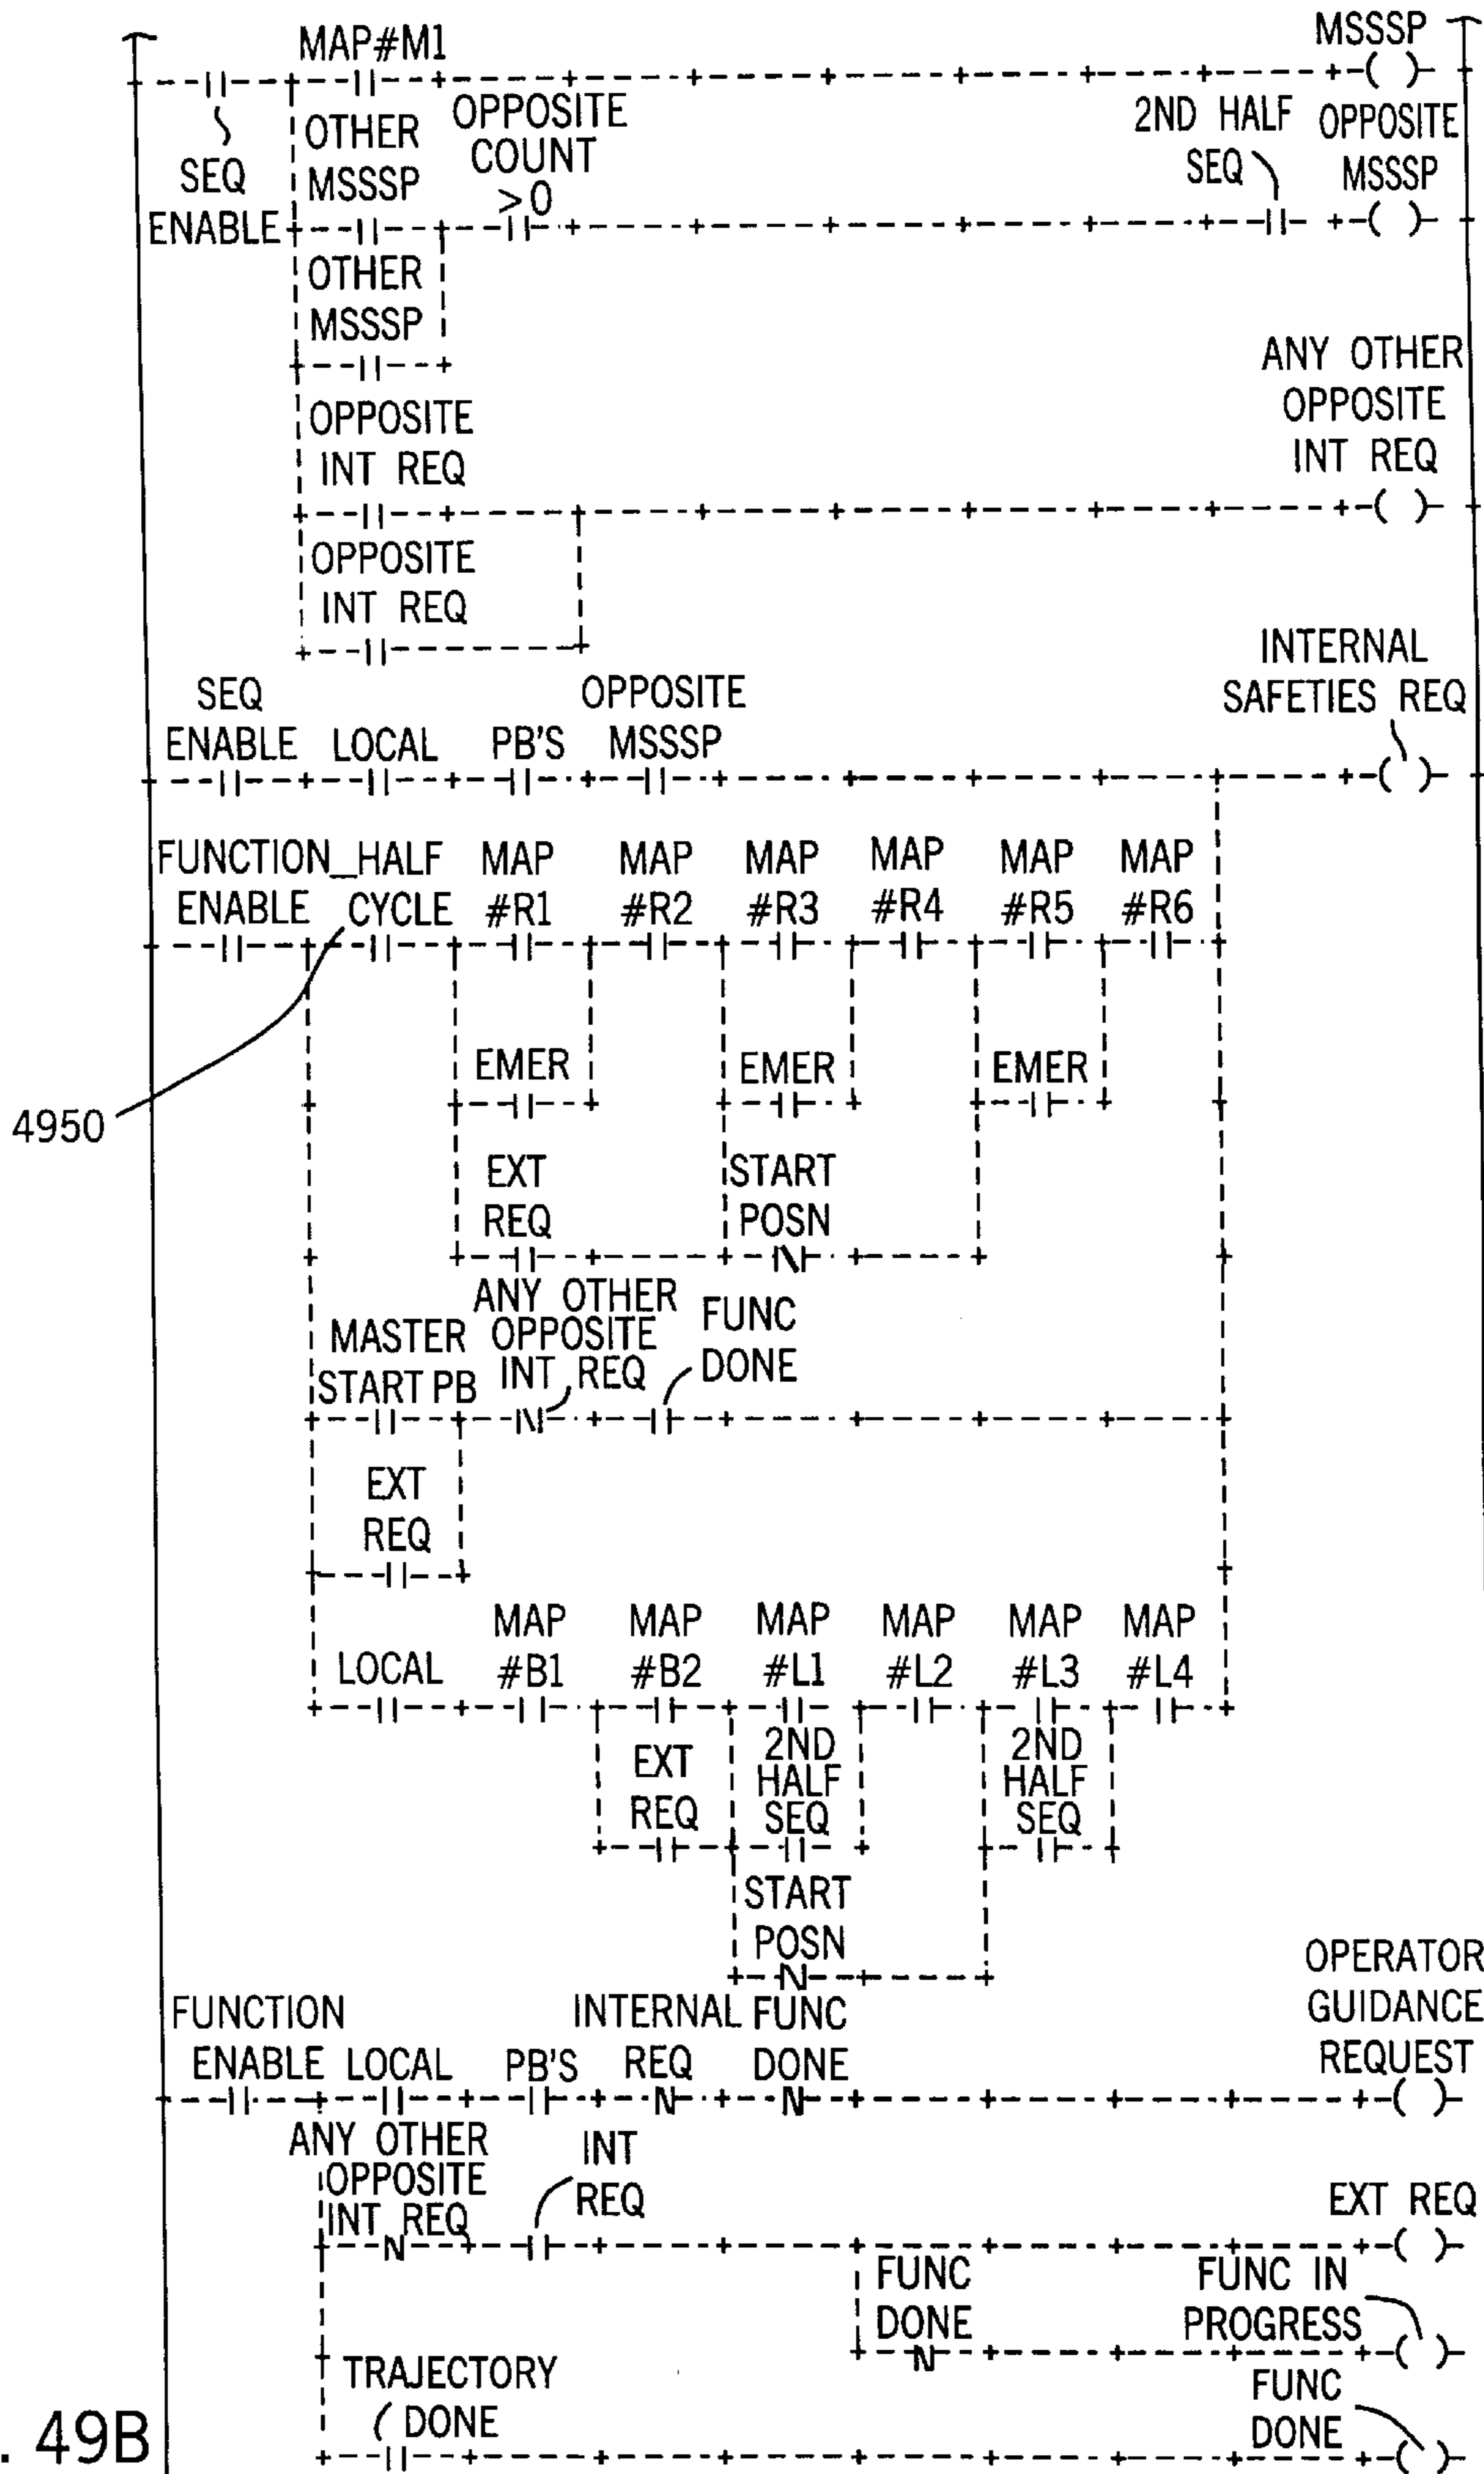 MAP#M1 MSSSP
OTHER OPPOSITE 2ND HALF OPPOSITE
SEQ MSSSP COUNT SEQ MSSSP
ENABLE >0
OTHER
MSSSP
ANY OTHER
OPPOSITE OPPOSITE
INT REQ INT REQ
OPPOSITE
INT REQ
INTERNAL
SEQ OPPOSITE SAFETIES REQ
ENABLE LOCAL PB'S MSSSP
FUNCTION_HALF MAP MAP MAP MAP MAP MAP
ENABLE CYCLE #R1 #R2 #R3 #R4 #R5 #R6
EMER EMER EMER
4950
EXT START
REQ POSN
ANY OTHER FUNC
MASTER OPPOSITE DONE
START PB INT REQ
EXT
REQ
MAP MAP MAP MAP MAP MAP
LOCAL #B1 #B2 #L1 #L2 #L3 #L4
EXT 2ND 2ND
REQ HALF HALF
SEQ SEQ
START
POSN
OPERATOR
FUNCTION INTERNAL FUNC GUIDANCE
ENABLE LOCAL PB'S REQ DONE REQUEST
ANY OTHER INT
OPPOSITE REQ
INT REQ EXT REQ
FUNC FUNC IN
DONE PROGRESS
TRAJECTORY FUNC
DONE DONE
. 49B